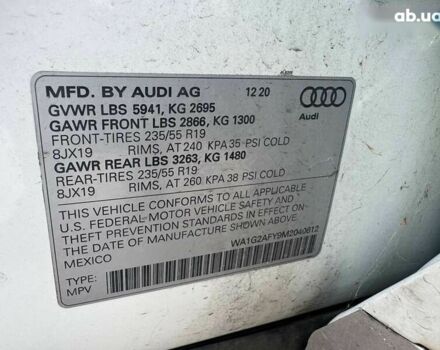 ab.ua
MFD. BY AUDI AG 12 20
GVWR LBS 5941, KG 2695
GAWR FRONT LBS 2866, KG 1300
FRONT-TIRES 235/55 R19
8JX19 RIMS, AT 240 KPA 35 PSI COLD
GAWR REAR LBS 3263, KG 1480
REAR-TIRES 235/55 R19
8JX19 RIMS, AT 260 KPA 38 PSI COLD
Audi
THIS VEHICLE CONFORMS TO ALL APPLICABLE
U.S. FEDERAL MOTOR VEHICLE SAFETY AND
THEFT PREVENTION STANDARDS IN EFFECT ON
THE DATE OF MANUFACTURE SHOWN ABOVE.
MEXICO
WA1G2AFY9M2040612
TYPE:
MPV